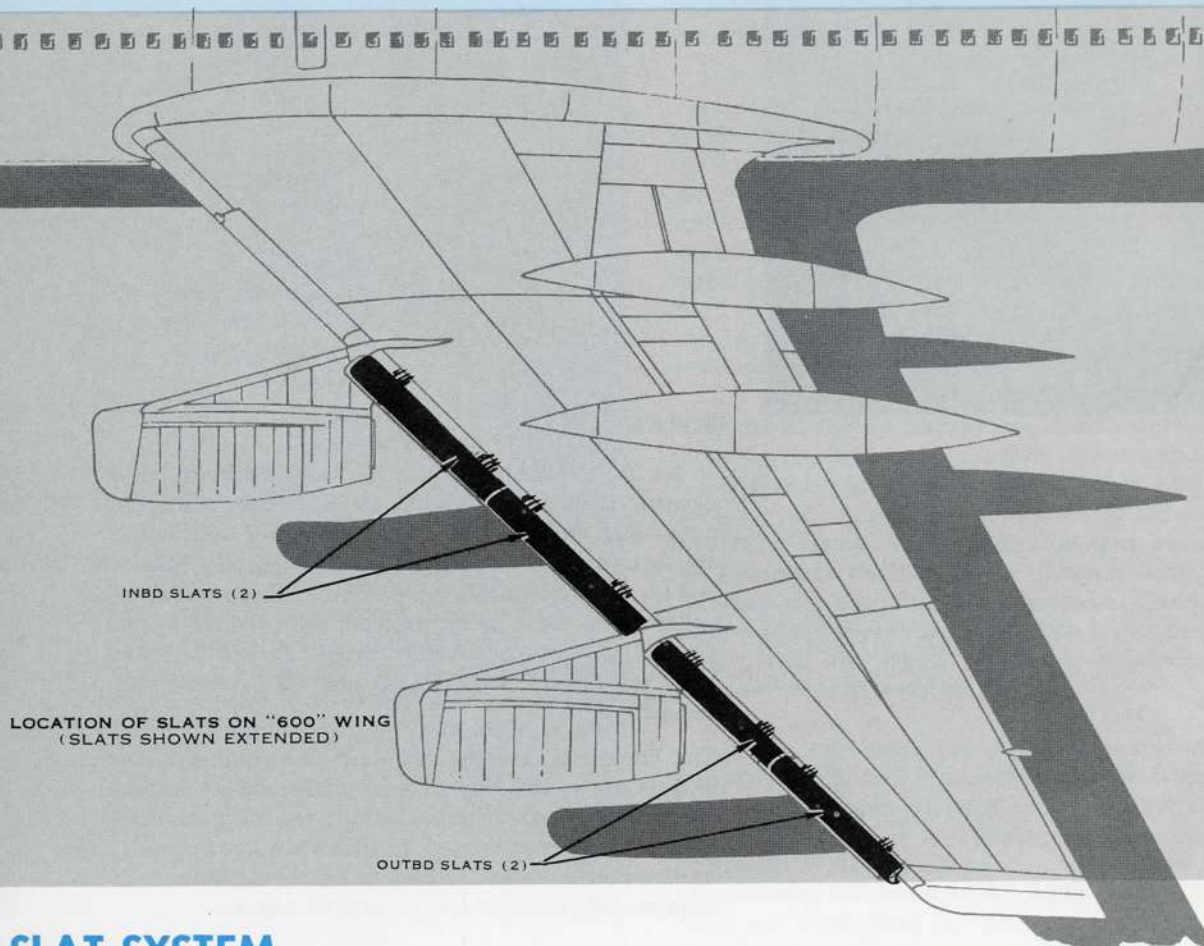 INBD SLATS (2)
LOCATION OF SLATS ON "600" WING
(SLATS SHOWN EXTENDED)
OUTBD SLATS (2)
SLAT SYSTEM